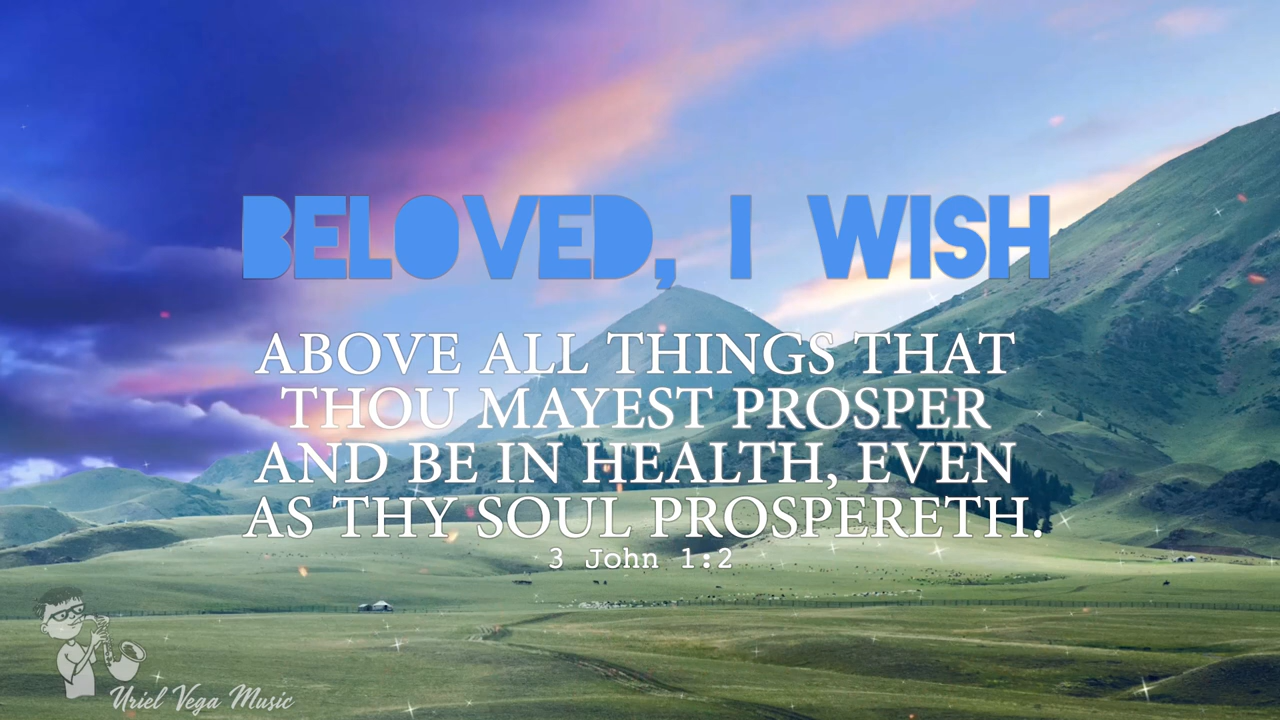 BELOVED, I WISH
ABOVE ALL THINGS THAT
THOU MAYEST PROSPER
AND BE IN HEALTH, EVEN
AS THY SOUL PROSPERETH.
3 John 1:2
Uriel Vega Music